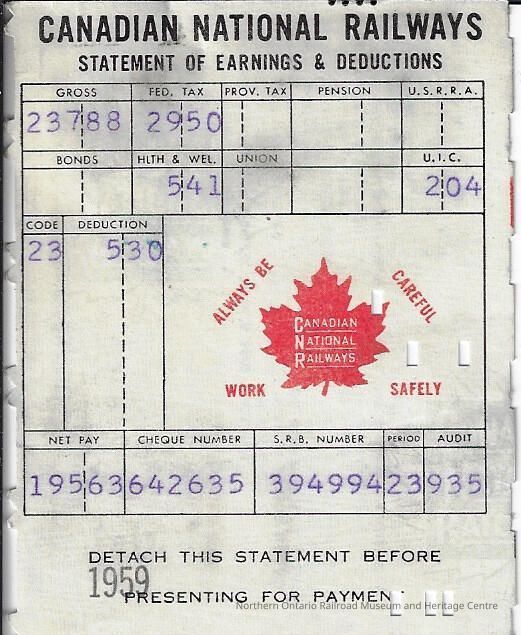 CANADIAN NATIONAL RAILWAYS
STATEMENT OF EARNINGS & DEDUCTIONS
GROSS FED. TAX PROV. TAX PENSION U.S.R.R.A.
23788 2950
BONDS HLTH & WEL. UNION U.I.C.
541 204
CODE DEDUCTION
23 530
ALWAYS BE CAREFUL
CANADIAN
NATIONAL
RAILWAYS
WORK SAFELY
NET PAY CHEQUE NUMBER S.R.B. NUMBER PERIOD AUDIT
19563 642635 394994 23 935
DETACH THIS STATEMENT BEFORE
1959
PRESENTING FOR PAYMENT
Northern Ontario Railroad Museum and Heritage Centre